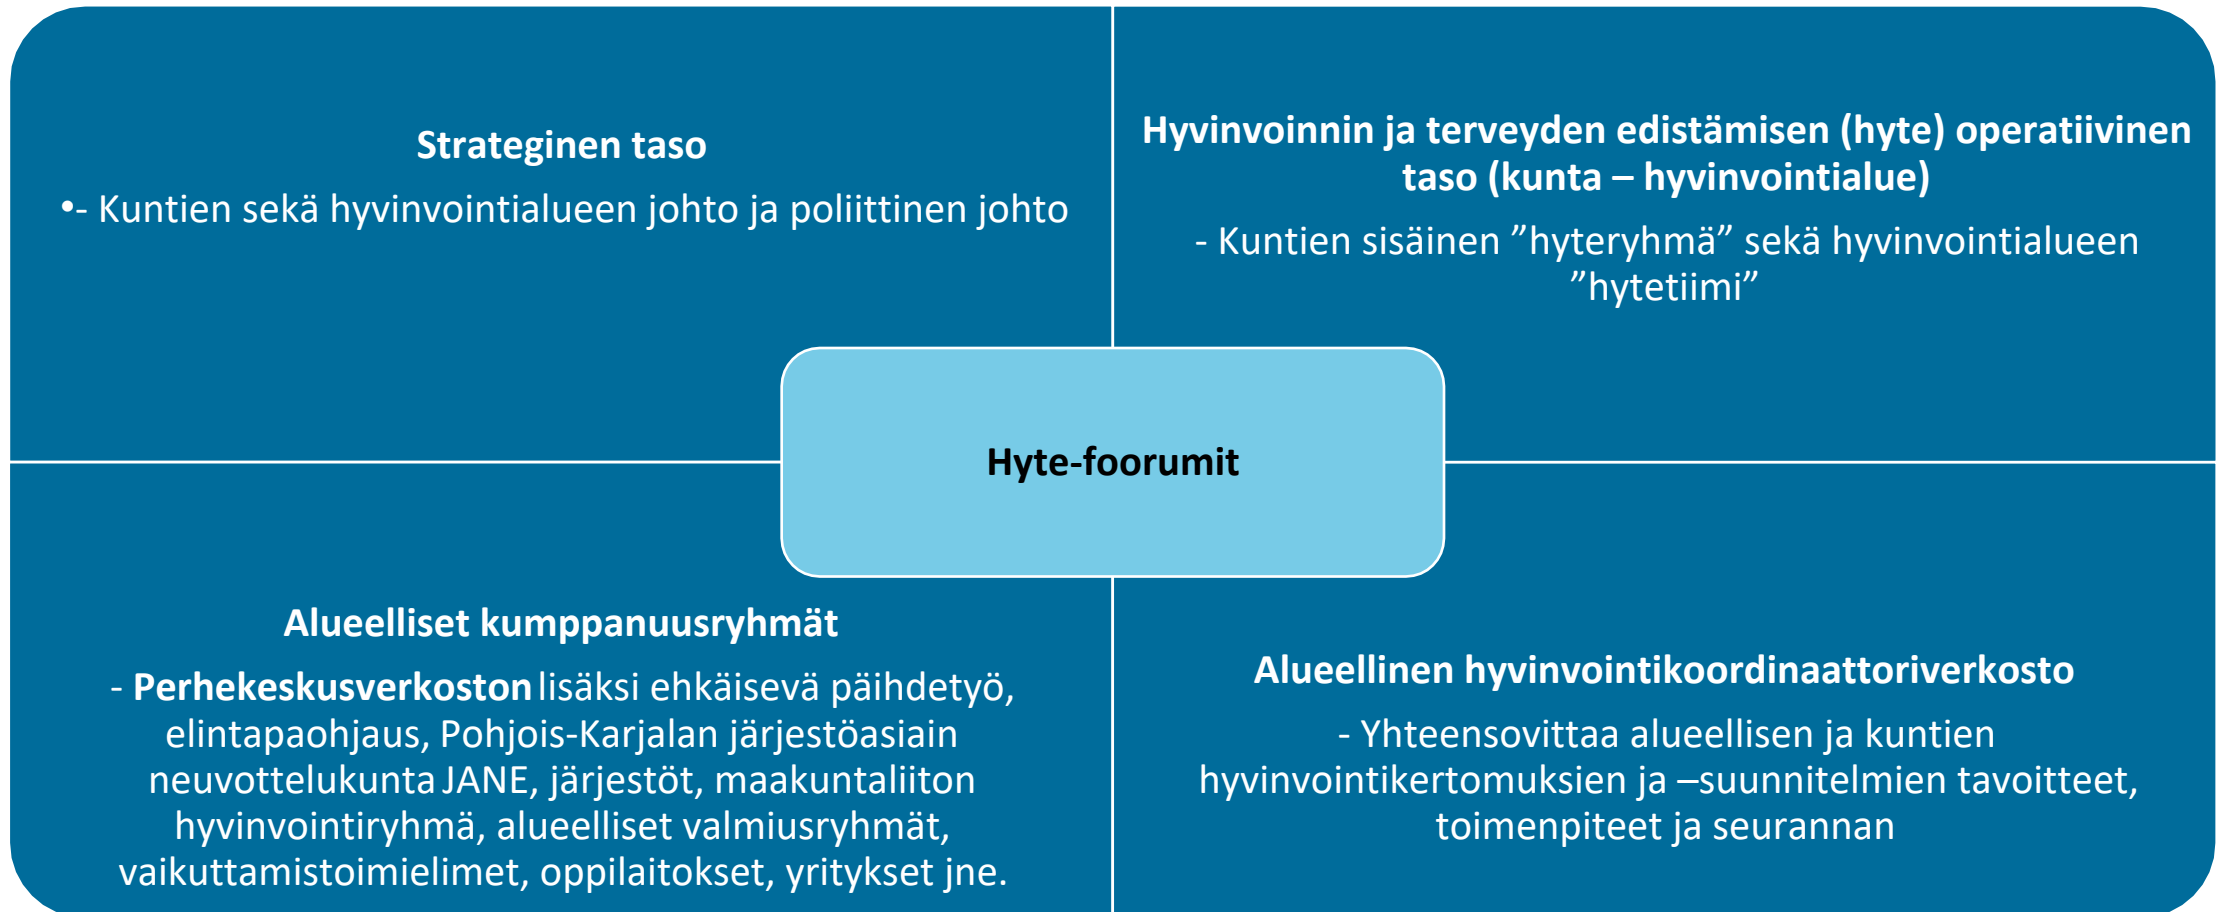 Strateginen taso
•- Kuntien sekä hyvinvointialueen johto ja poliittinen johto
Hyvinvoinnin ja terveyden edistämisen (hyte) operatiivinen
taso (kunta – hyvinvointialue)
- Kuntien sisäinen ”hyteryhmä” sekä hyvinvointialueen
”hytetiimi”
Hyte-foorumit
Alueelliset kumppanuusryhmät
- Perhekeskusverkoston lisäksi ehkäisevä päihdetyö,
elintapaohjaus, Pohjois-Karjalan järjestöasiain
neuvottelukunta JANE, järjestöt, maakuntaliiton
hyvinvointiryhmä, alueelliset valmiusryhmät,
vaikuttamistoimielimet, oppilaitokset, yritykset jne.
Alueellinen hyvinvointikoordinaattoriverkosto
- Yhteensovittaa alueellisen ja kuntien
hyvinvointikertomuksien ja –suunnitelmien tavoitteet,
toimenpiteet ja seurannan